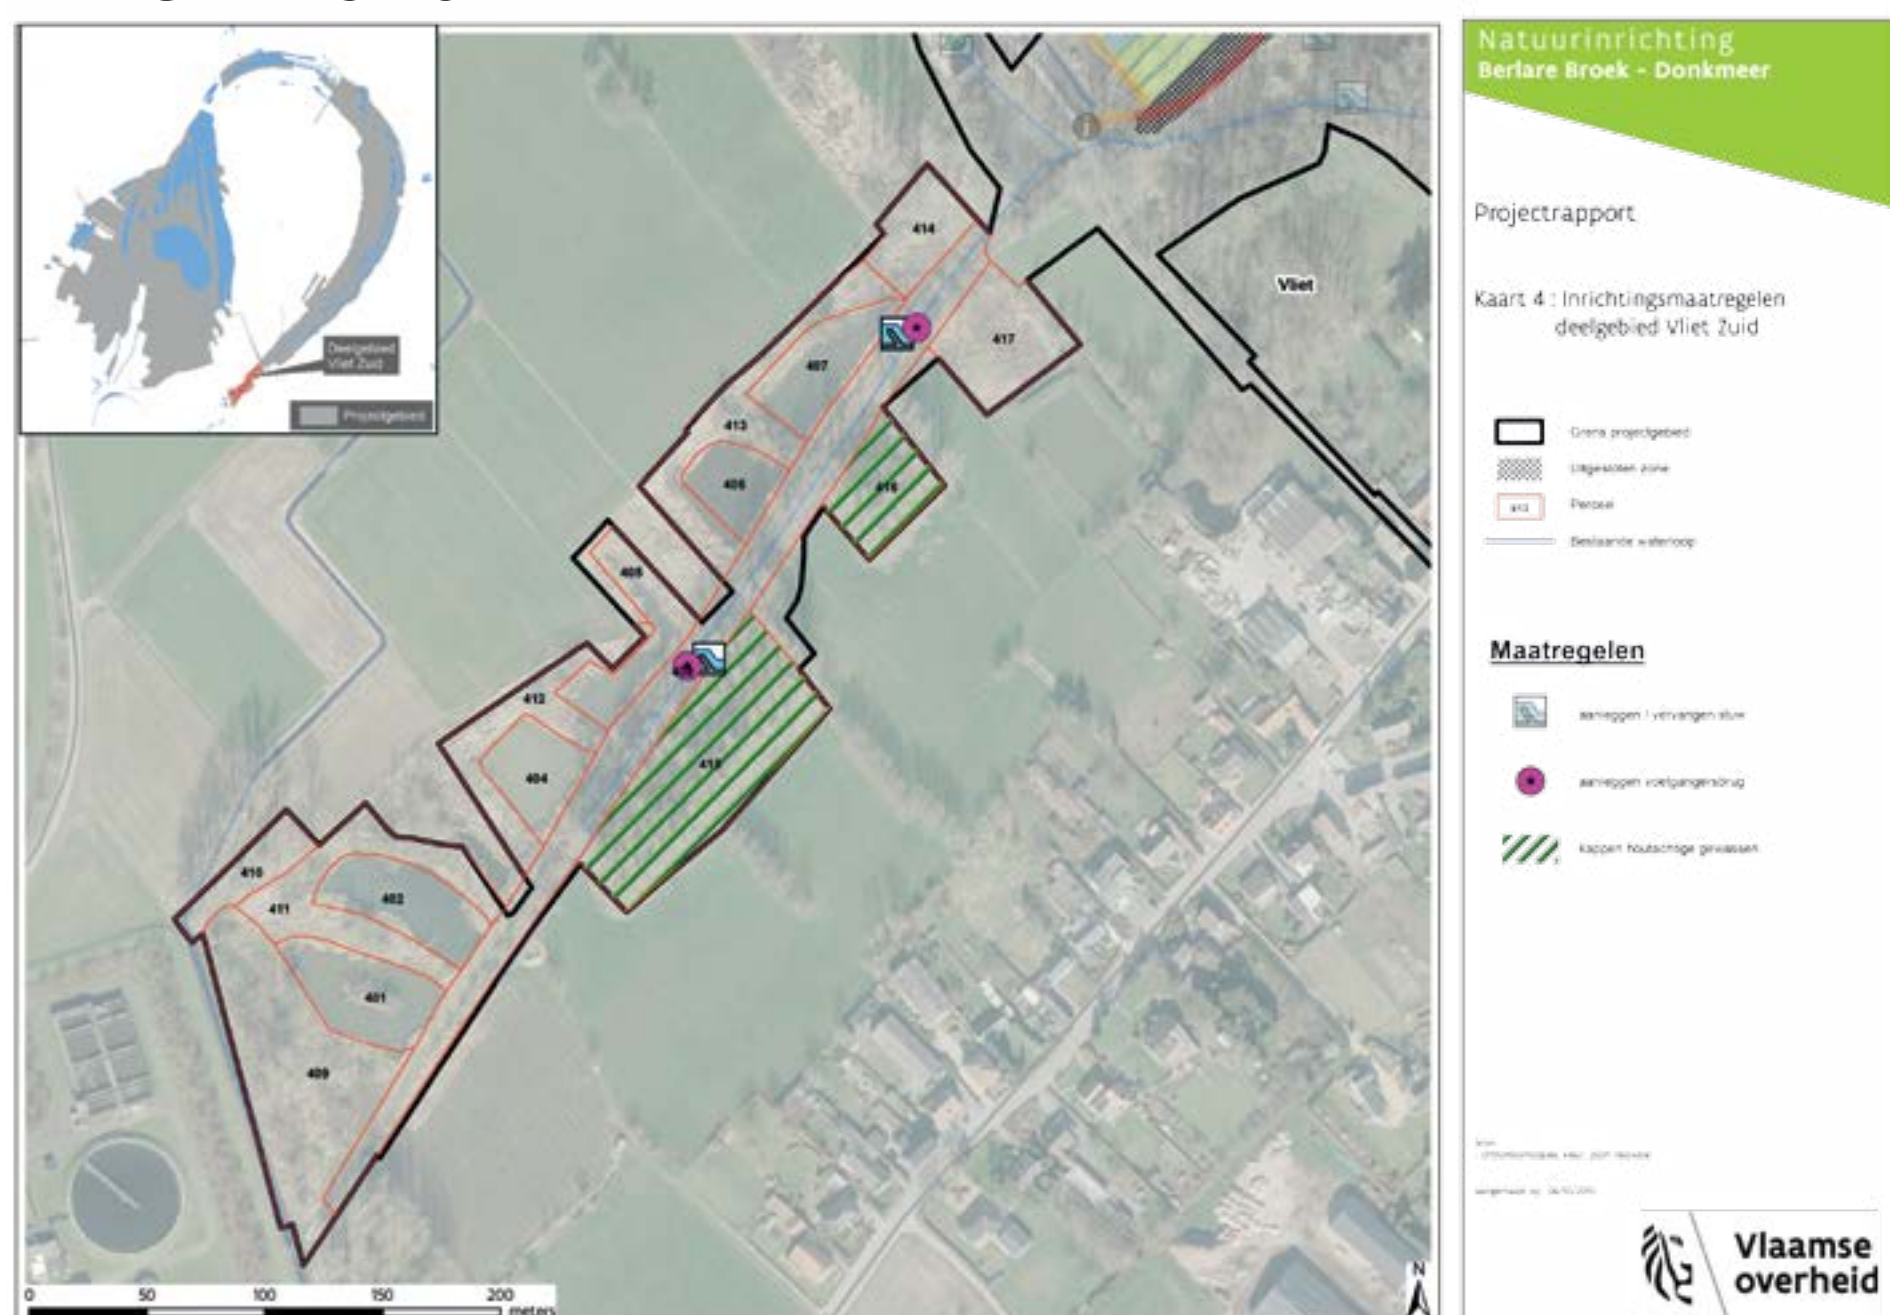 Deelgebied
Vliet Zuid
Projectgebied
414
Vliet
417
407
413
406
416
405
412
404
410
402
411
401
409
0 50 100 150 200
meters
N
Natuurinrichting
Berlare Broek - Donkmeer
Projectrapport
Kaart 4 : Inrichtingsmaatregelen
deelgebied Vliet Zuid
Grens projectgebied
Uitgesloten zone
Perceel
Bestaande waterloop
Maatregelen
aanleggen / vervangen stuw
aanleggen voetgangersbrug
kappen houtachtige gewassen
Vlaamse
overheid